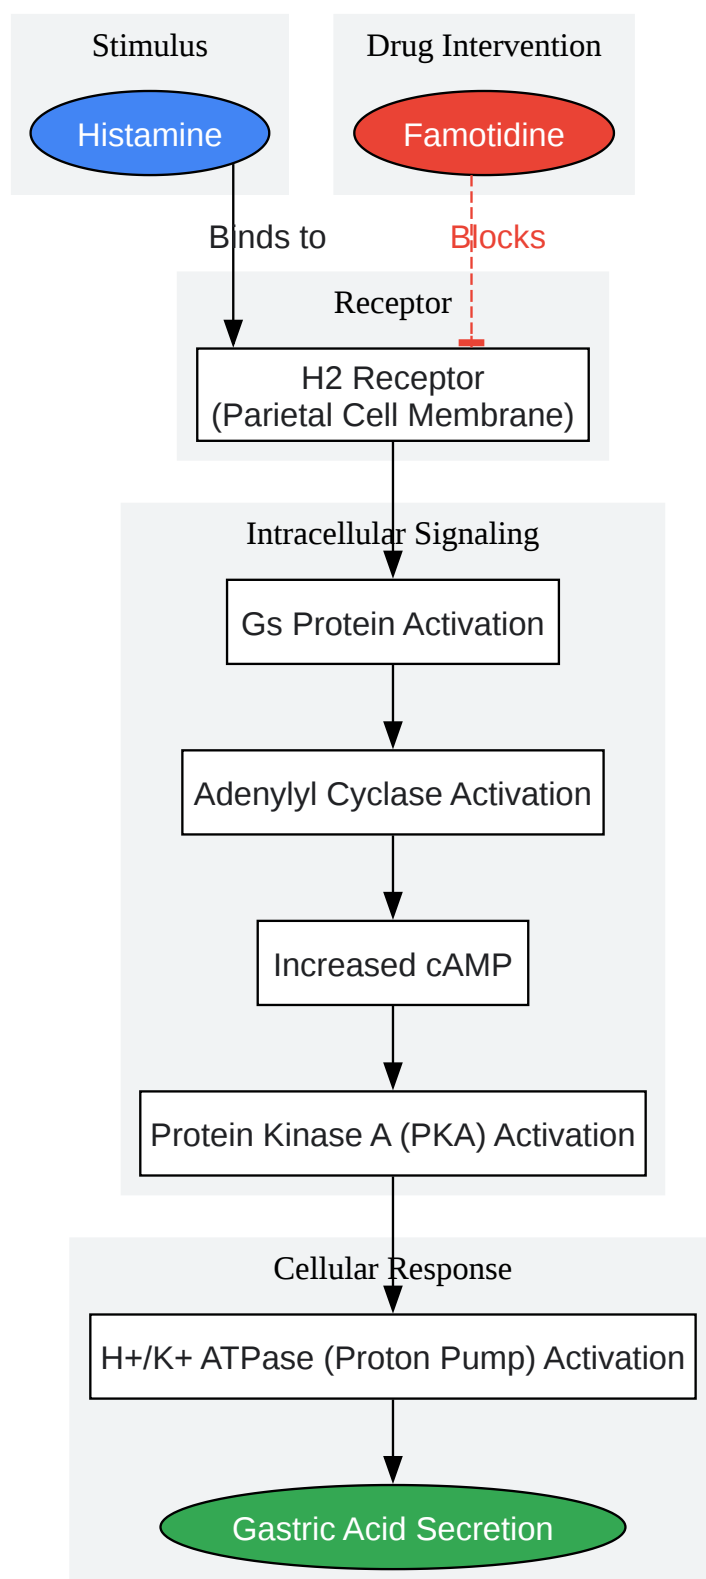 Stimulus
Drug Intervention
Histamine
Famotidine
Binds to
Blocks
Receptor
H2 Receptor
(Parietal Cell Membrane)
Intracellular Signaling
Gs Protein Activation
Adenylyl Cyclase Activation
Increased cAMP
Protein Kinase A (PKA) Activation
Cellular Response
H+/K+ ATPase (Proton Pump) Activation
Gastric Acid Secretion